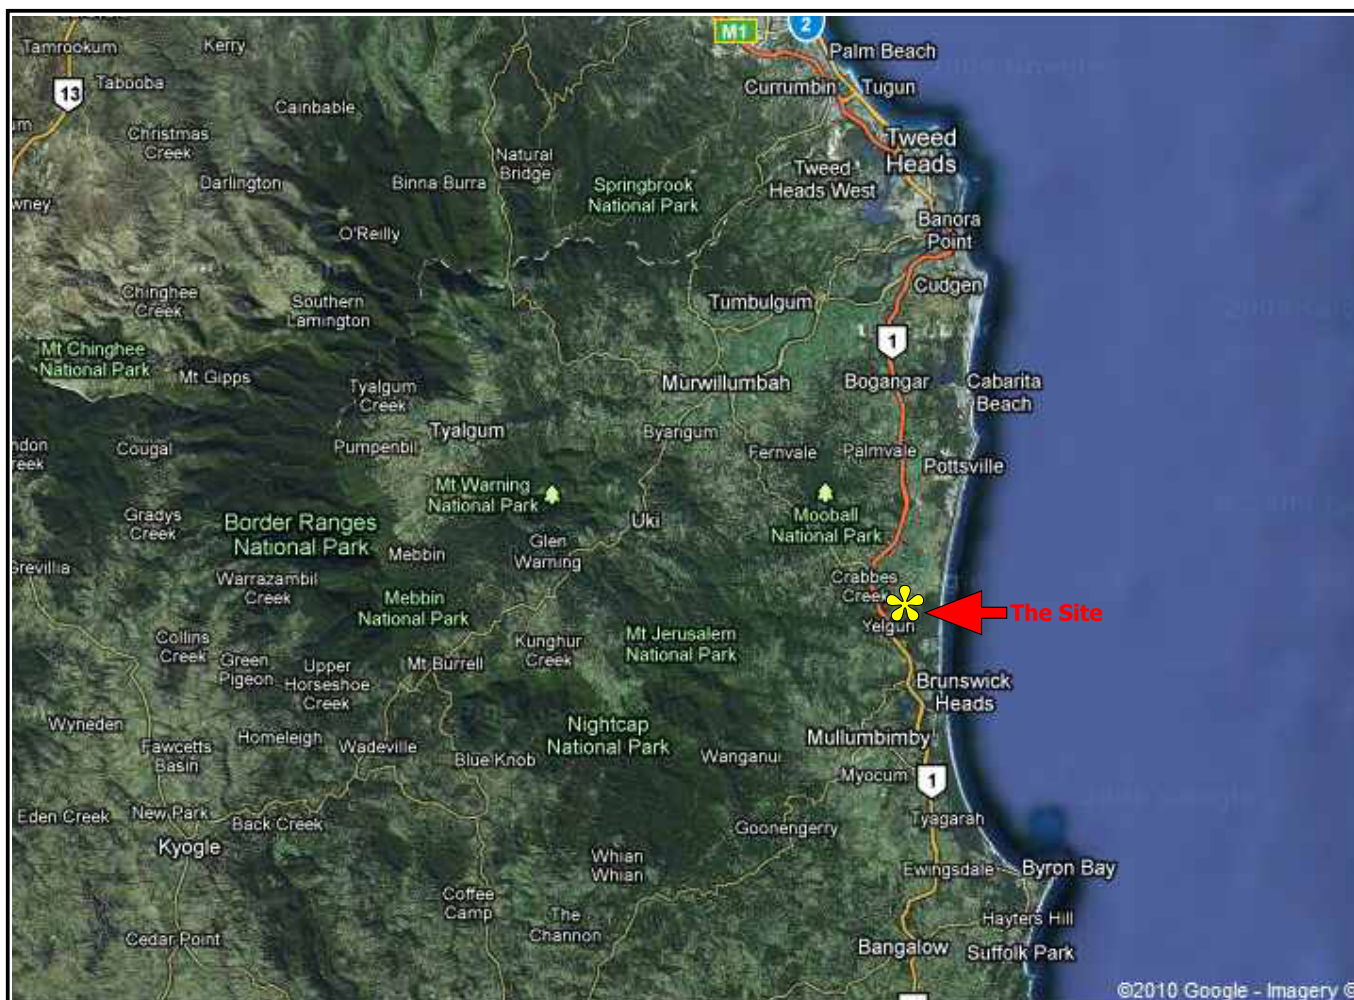 M1
2
Palm Beach
Tamrookum
Kerry
Tabooba
13
Currumbin
Tugun
Cainbable
Christmas
Creek
Tweed
Heads
Natural
Bridge
Tweed
Heads West
Darlington
Binna Burra
Springbrook
National Park
wney
O'Reilly
Banora
Point
Chinghee
Creek
Southern
Lamington
Tumbulgum
Cudgen
1
Mt Chinghee
National Park
Mt Gipps
Tyalgum
Creek
Murwillumbah
Bogangar
Cabarita
Beach
Tyalgum
Byangum
ndon
reek
Cougal
Pumpenbil
Fernvale
Palmvale
Pottsville
Mt Warning
National Park
Gradys
Creek
Border Ranges
National Park
Uki
Mooball
National Park
Glen
Warning
Mebbin
Grevillia
Warrazambil
Creek
Crabbes
Creek
Mebbin
National Park
The Site
Yelgun
Collins
Creek
Green
Pigeon
Upper
Horseshoe
Creek
Mt Burrell
Kunghur
Creek
Mt Jerusalem
National Park
Brunswick
Heads
Wyneden
Homeleigh
Fawcetts
Basin
Wadeville
Blue Knob
Nightcap
National Park
Wanganui
Mullumbimby
Myocum
1
Eden Creek
New Park
Back Creek
Kyogle
Goonengerry
Tyagarah
Whian
Whian
Ewingsdale
Byron Bay
Coffee
Camp
The
Channon
Hayters Hill
Cedar Point
Bangalow
Suffolk Park
©2010 Google - Imagery ©